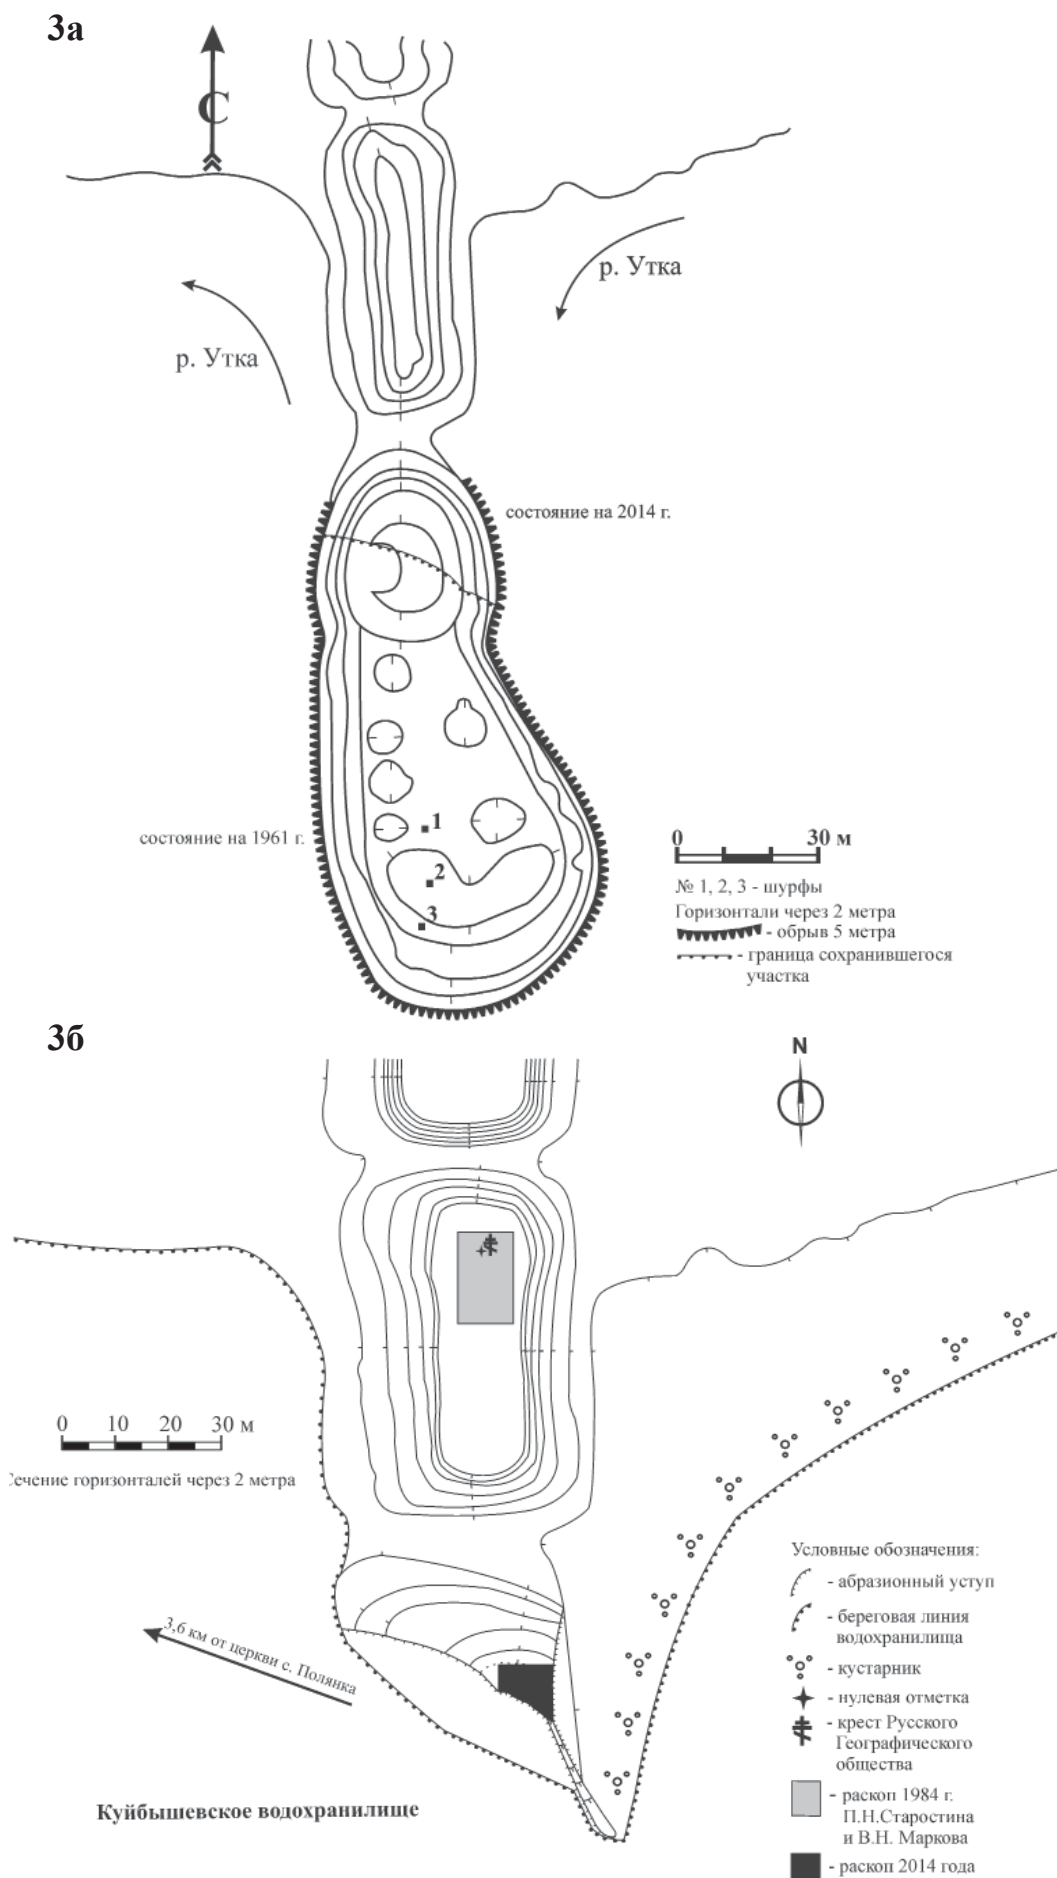 3а
С
р. Утка
р. Утка
состояние на 2014 г.
состояние на 1961 г.
1
2
3
0 30 м
№ 1, 2, 3 - шурфы
Горизонтали через 2 метра
- обрыв 5 метра
- граница сохранившегося
участка
3б
N
0 10 20 30 м
Сечение горизонталей через 2 метра
3,6 км от церкви с. Полянка
Куйбышевское водохранилище
Условные обозначения:
- абразионный уступ
- береговая линия
водохранилища
- кустарник
- нулевая отметка
- крест Русского
Географического
общества
- раскоп 1984 г.
П.Н.Старостина
и В.Н. Маркова
- раскоп 2014 года